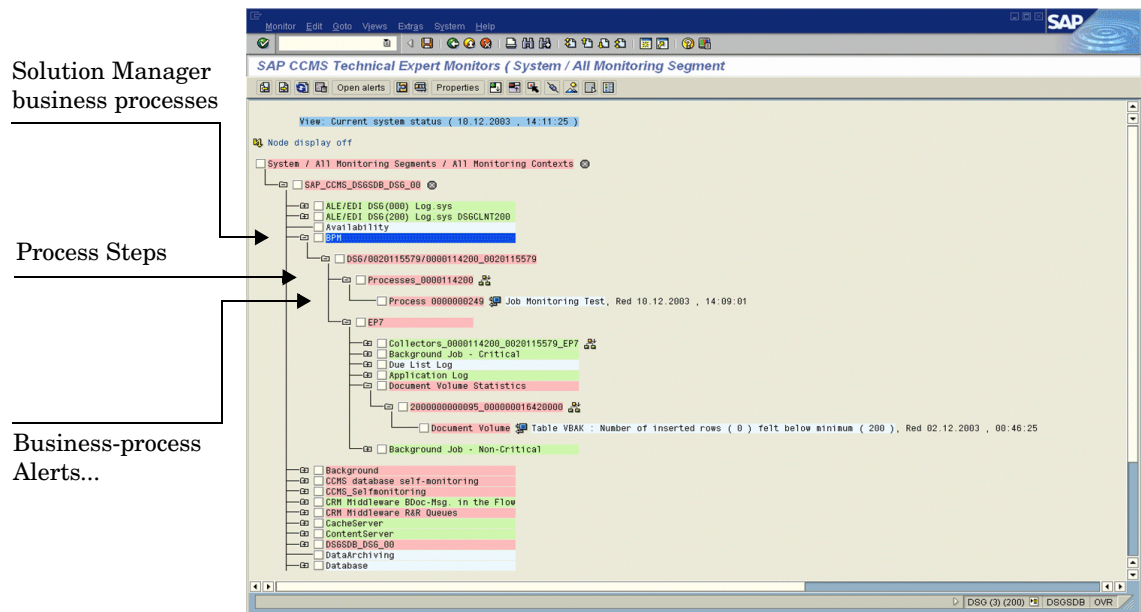 Solution Manager
business processes
Process Steps
Business-process
Alerts...
Monitor Edit Goto Views Extras System Help
SAP
SAP CCMS Technical Expert Monitors ( System / All Monitoring Segment
Open alerts Properties
View: Current system status ( 10.12.2003 , 14:11:25 )
Node display off
System / All Monitoring Segments / All Monitoring Contexts
SAP_CCMS_DSGSDB_DSG_00
ALE/EDI DSG(000) Log.sys
ALE/EDI DSG(200) Log.sys DSGCLNT200
Availability
BPM
DSG/0020115579/0000114200_0020115579
Processes_0000114200
Process 0000000249 Job Monitoring Test, Red 10.12.2003 , 14:09:01
EP7
Collectors_0000114200_0020115579_EP7
Background Job - Critical
Due List Log
Application Log
Document Volume Statistics
2000000000095_000000016420000
Document Volume Table VBAK : Number of inserted rows ( 0 ) felt below minimum ( 200 ), Red 02.12.2003 , 00:46:25
Background Job - Non-Critical
Background
CCMS database self-monitoring
CCMS_Selfmonitoring
CRM Middleware BDoc-Msg. in the Flow
CRM Middleware R&R Queues
CacheServer
ContentServer
DSGSDB_DSG_00
DataArchiving
Database
DSG (3) (200) DSGSDB OVR